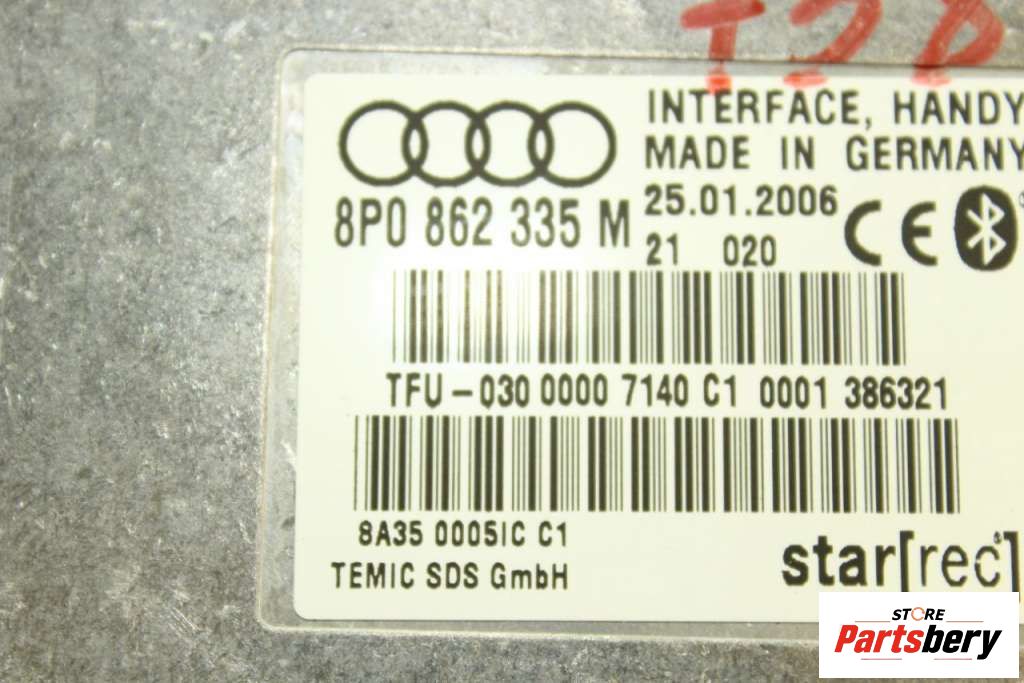 INTERFACE, HANDY
MADE IN GERMANY
8P0 862 335 M
25.01.2006
21 020
CE
TFU-030 0000 7140 C1 0001 386321
8A35 0005IC C1
TEMIC SDS GmbH
star[rec]
STORE
Partsbery